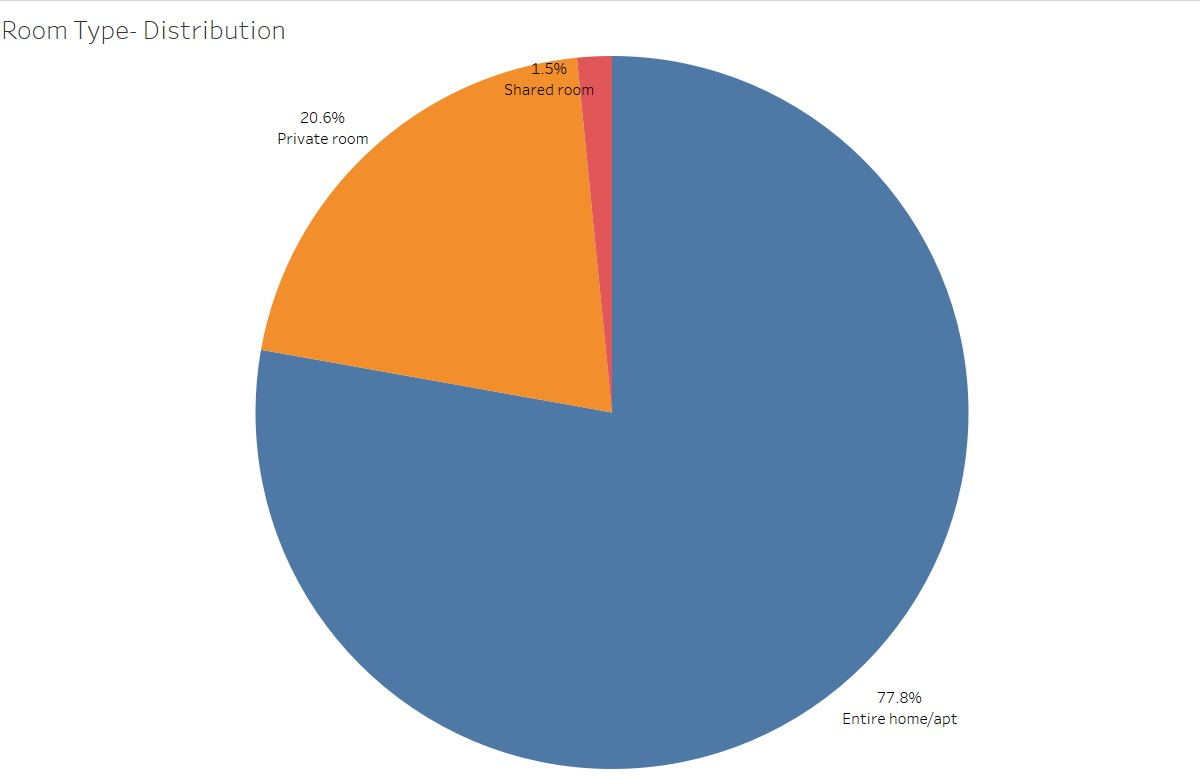 Room Type- Distribution
1.5%
Shared room
20.6%
Private room
77.8%
Entire home/apt